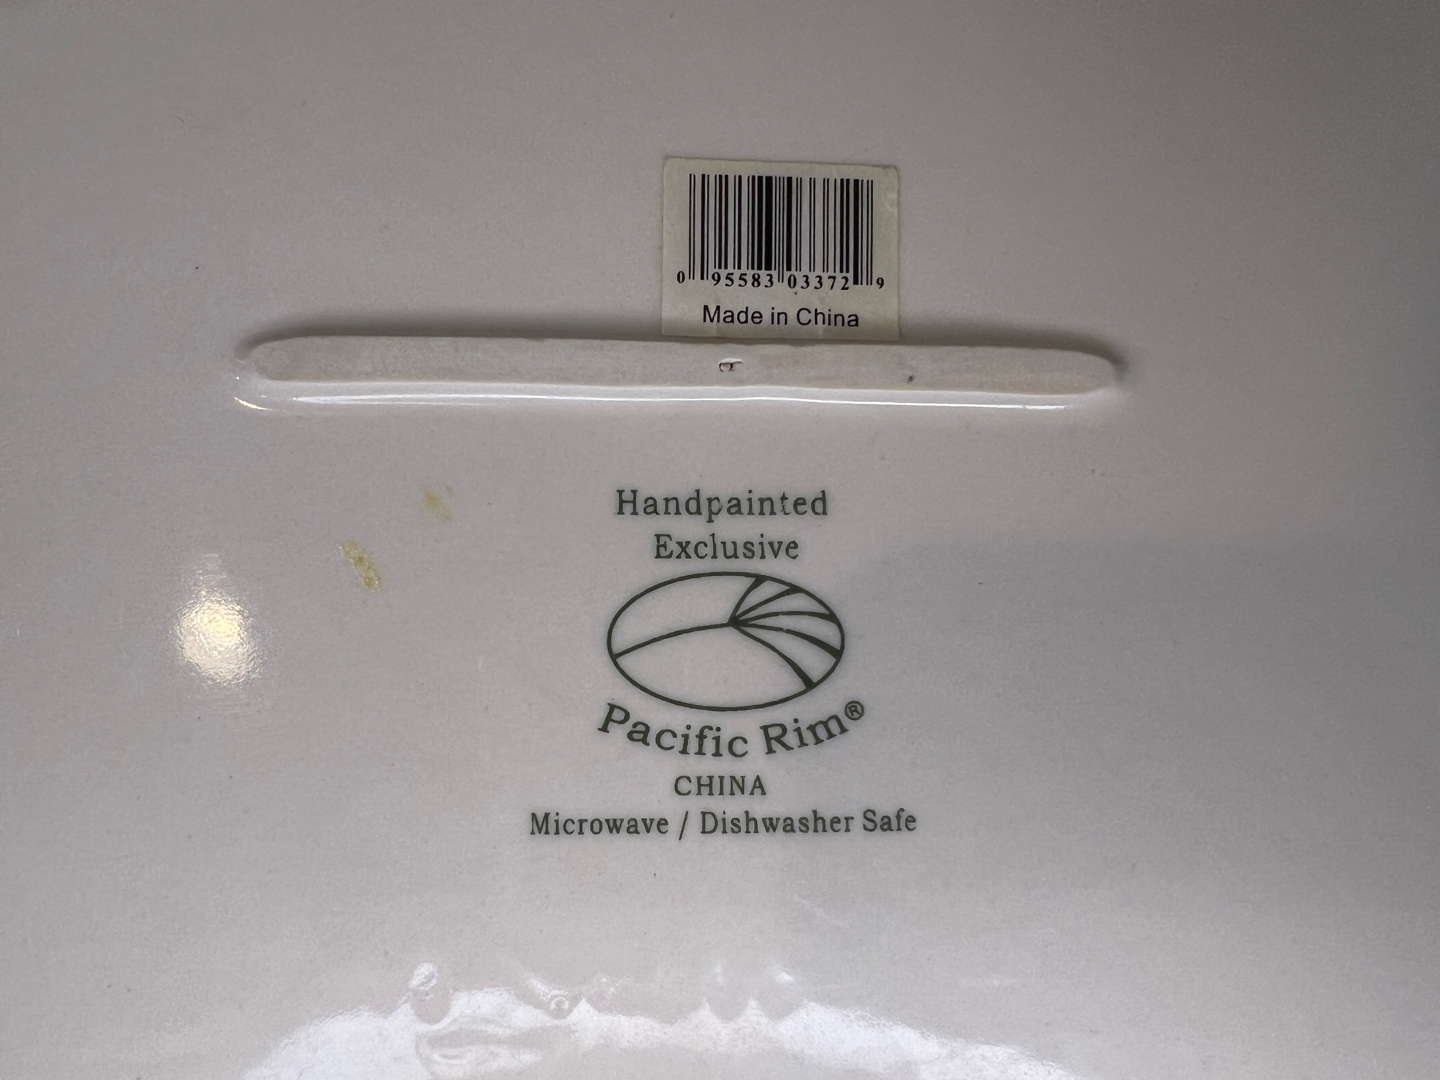 0 95583 03372 9
Made in China
Handpainted
Exclusive
Pacific Rim®
CHINA
Microwave / Dishwasher Safe